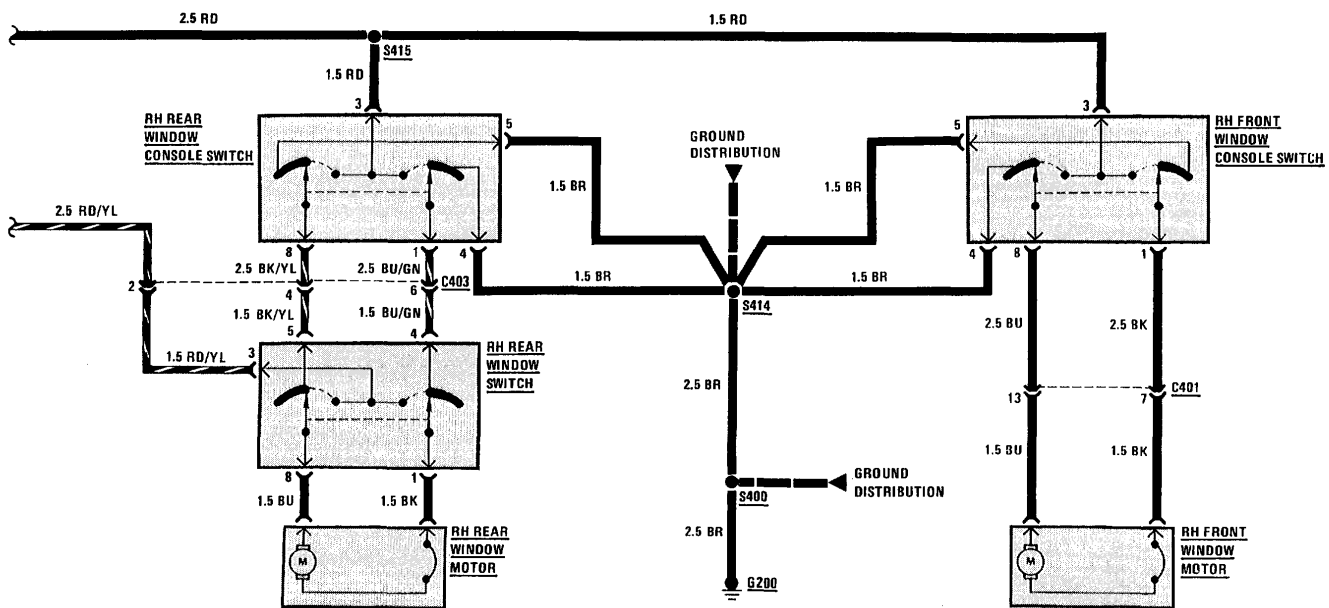 2.5 RD
1.5 RD
S415
1.5 RD
3
3
RH REAR
WINDOW
CONSOLE SWITCH
5
GROUND
DISTRIBUTION
5
RH FRONT
WINDOW
CONSOLE SWITCH
1.5 BR
1.5 BR
2.5 RD/YL
8
1
4
4
8
1
2.5 BK/YL
2.5 BU/GN
C403
1.5 BR
1.5 BR
2
4
6
S414
1.5 BK/YL
1.5 BU/GN
5
4
2.5 BU
2.5 BK
1.5 RD/YL
3
RH REAR
WINDOW
SWITCH
2.5 BR
13
7
C401
1.5 BU
1.5 BK
8
1
GROUND
DISTRIBUTION
S400
1.5 BU
1.5 BK
2.5 BR
RH REAR
WINDOW
MOTOR
M
RH FRONT
WINDOW
MOTOR
M
G200